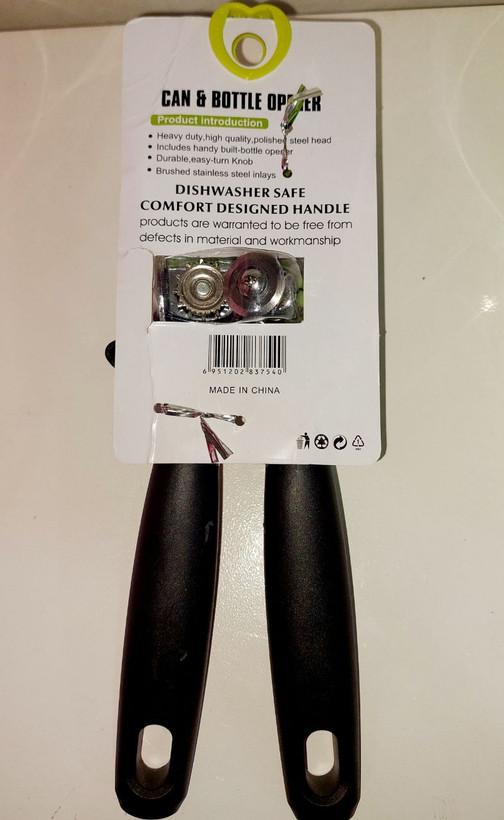 CAN & BOTTLE OPENER
Product introduction
• Heavy duty,high quality,polished steel head
• Includes handy built-bottle opener
• Durable,easy-turn Knob
• Brushed stainless steel inlays
DISHWASHER SAFE
COMFORT DESIGNED HANDLE
products are warranted to be free from
defects in material and workmanship
6 951202 837540
MADE IN CHINA